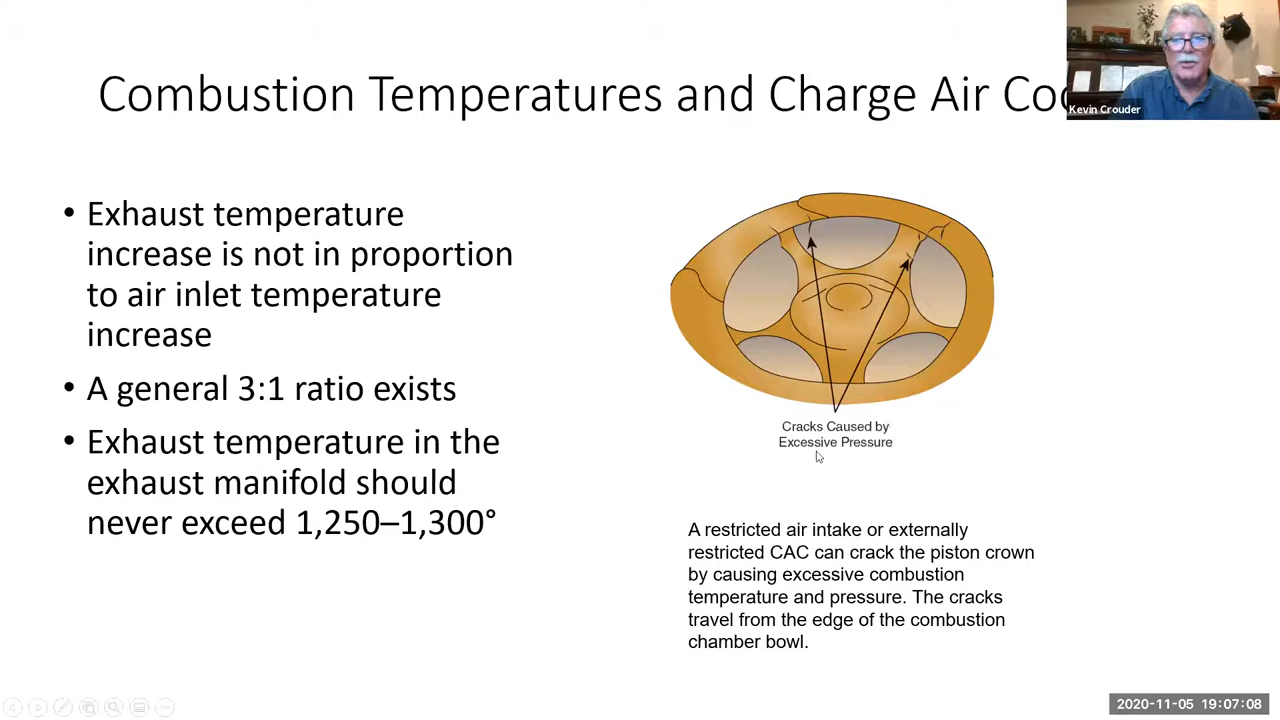 Combustion Temperatures and Charge Air
Kevin Crouder
• Exhaust temperature
increase is not in proportion
to air inlet temperature
increase
• A general 3:1 ratio exists
• Exhaust temperature in the
exhaust manifold should
never exceed 1,250–1,300°
Cracks Caused by
Excessive Pressure
A restricted air intake or externally
restricted CAC can crack the piston crown
by causing excessive combustion
temperature and pressure. The cracks
travel from the edge of the combustion
chamber bowl.
2020-11-05 19:07:08